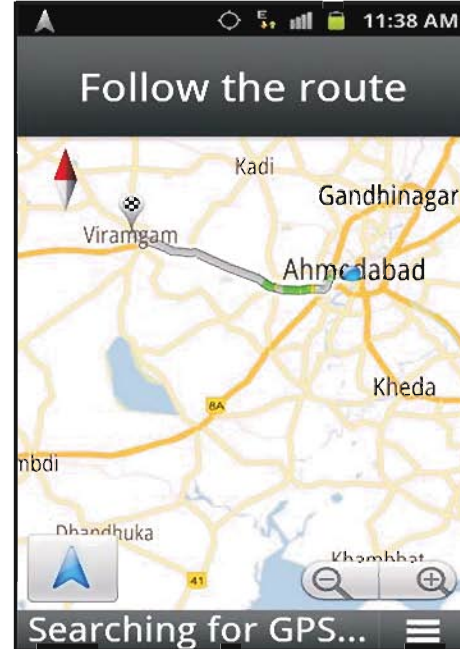 E 11:38 AM
Follow the route
Kadi
Gandhinagar
Viramgam
Ahmedabad
Kheda
8A
mbdi
Dhandhuka
Khambhat
41
Searching for GPS...